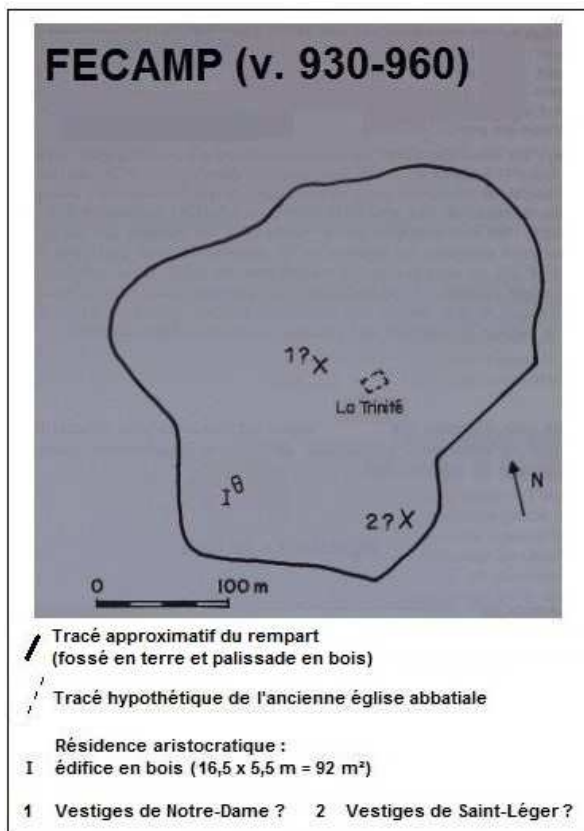 FECAMP (v. 930-960)
1? X
La Trinité
I θ
2? X
N
0 100 m
Tracé approximatif du rempart
(fossé en terre et palissade en bois)
Tracé hypothétique de l'ancienne église abbatiale
Résidence aristocratique :
I édifice en bois (16,5 x 5,5 m = 92 m²)
1 Vestiges de Notre-Dame ? 2 Vestiges de Saint-Léger ?